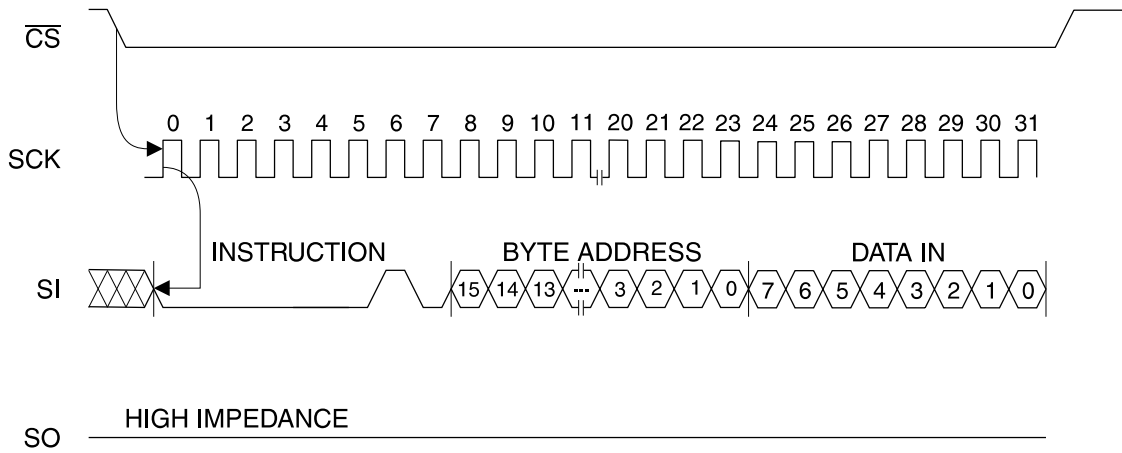 CS
0 1 2 3 4 5 6 7 8 9 10 11 20 21 22 23 24 25 26 27 28 29 30 31
SCK
INSTRUCTION BYTE ADDRESS DATA IN
SI 15 14 13 --- 3 2 1 0 7 6 5 4 3 2 1 0
HIGH IMPEDANCE
SO